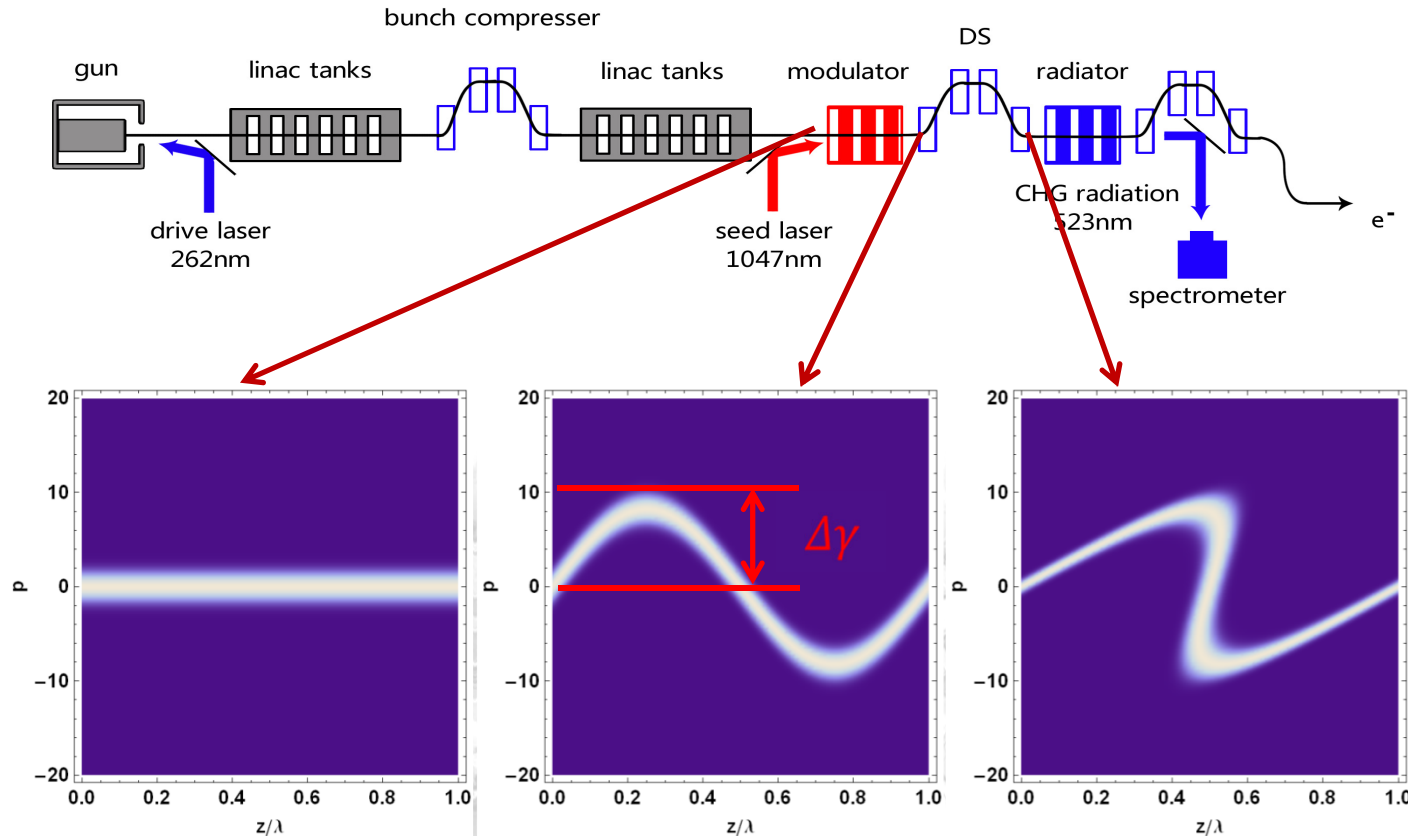 bunch compresser
DS
gun
linac tanks
linac tanks
modulator
radiator
drive laser
262nm
seed laser
1047nm
CHG radiation
523nm
e-
spectrometer
20
10
0
-10
-20
p
0.0 0.2 0.4 0.6 0.8 1.0
z/λ
20
10
0
-10
-20
p
Δγ
0.0 0.2 0.4 0.6 0.8 1.0
z/λ
20
10
0
-10
-20
p
0.0 0.2 0.4 0.6 0.8 1.0
z/λ